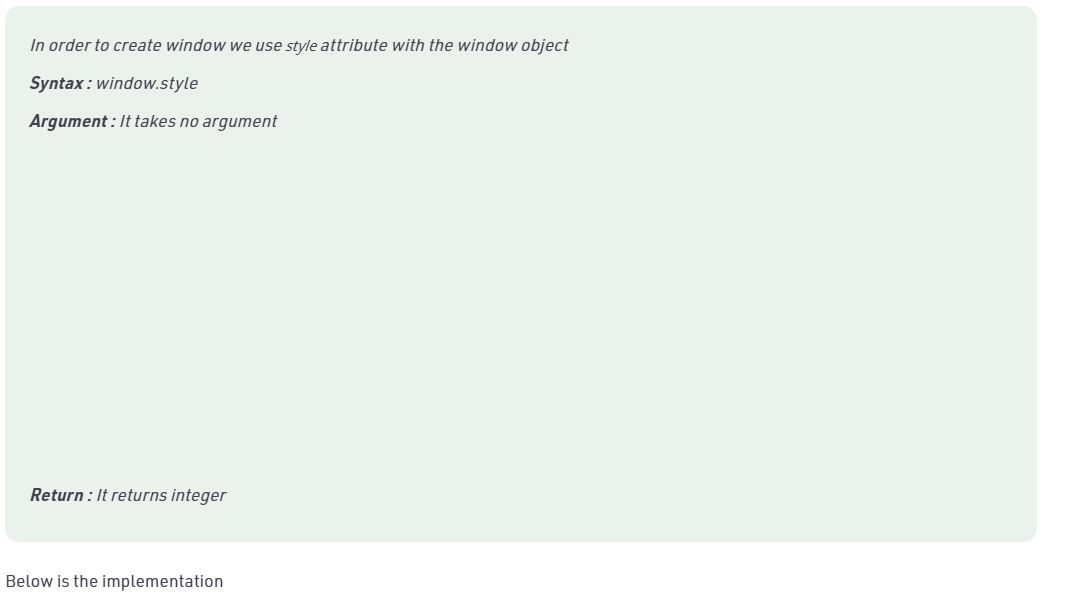 In order to create window we use style attribute with the window object
Syntax : window.style
Argument : It takes no argument
Return : It returns integer
Below is the implementation